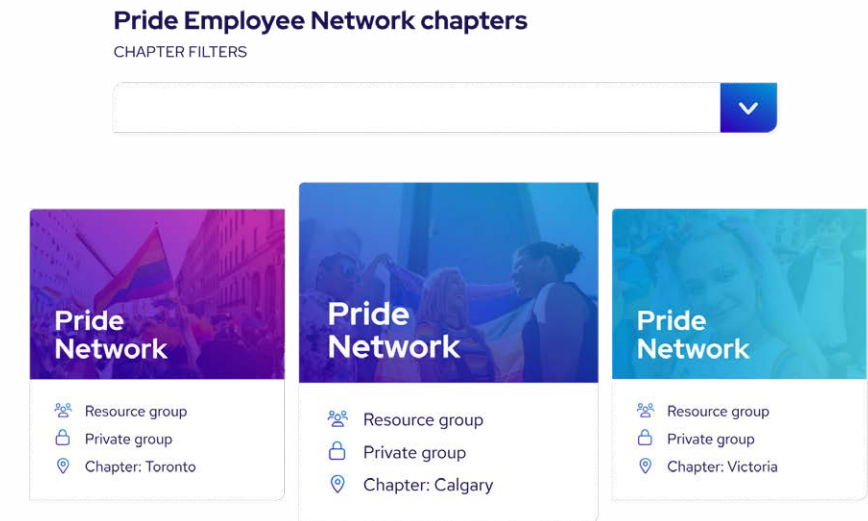 Pride Employee Network chapters
CHAPTER FILTERS
Pride
Network
Resource group
Private group
Chapter: Toronto
Pride
Network
Resource group
Private group
Chapter: Calgary
Pride
Network
Resource group
Private group
Chapter: Victoria